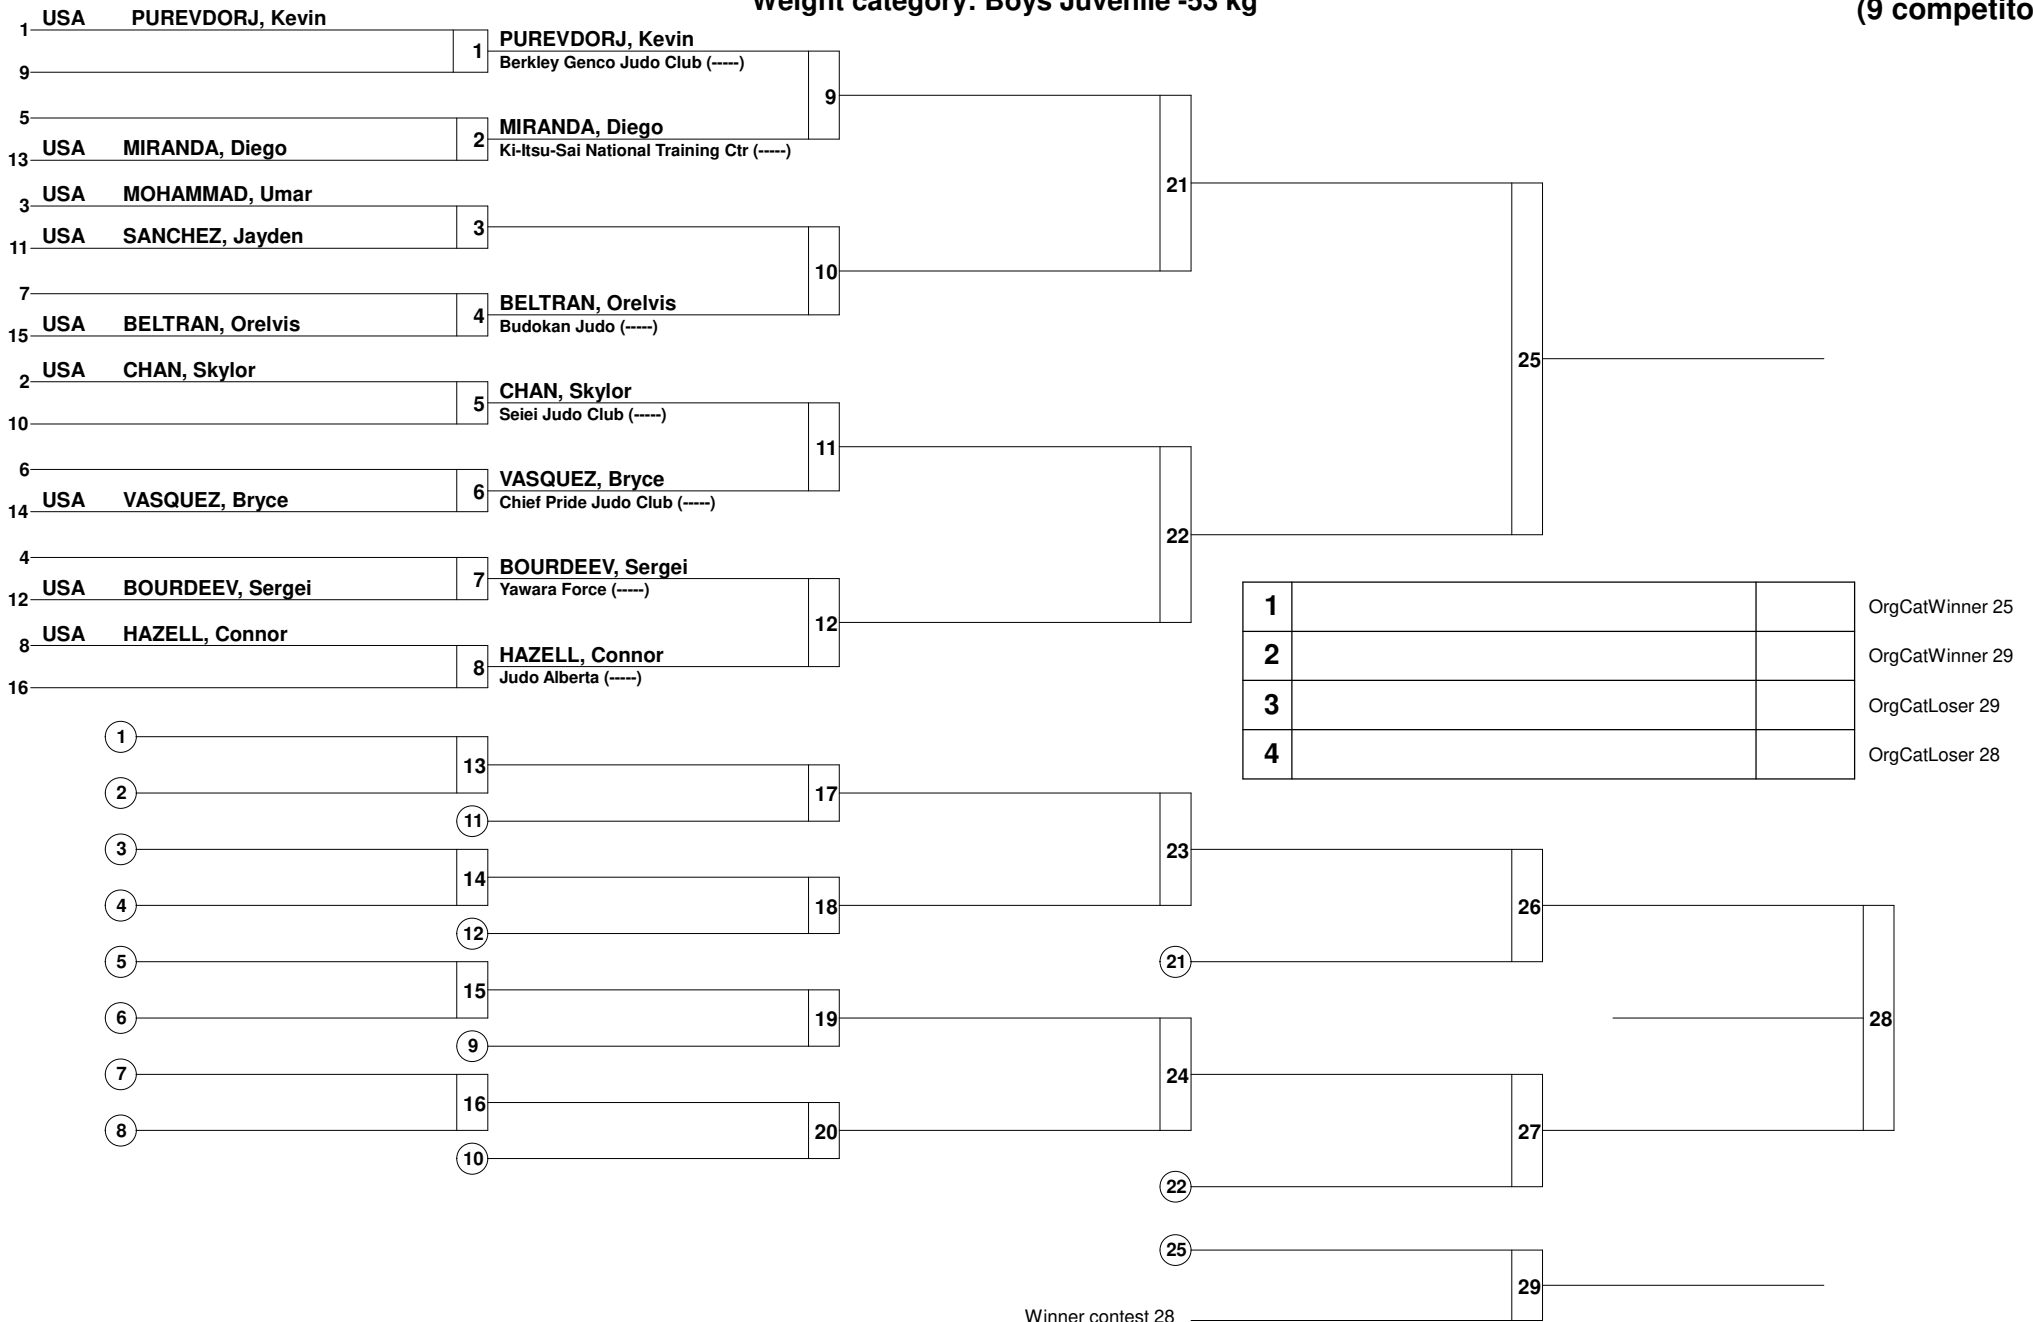 Weight category: Boys Juvenile -53 kg
(9 competito
1 USA PUREVDORJ, Kevin
9
1 PUREVDORJ, Kevin
Berkley Genco Judo Club (-----)
5
13 USA MIRANDA, Diego
2 MIRANDA, Diego
Ki-Itsu-Sai National Training Ctr (-----)
9
3 USA MOHAMMAD, Umar
11 USA SANCHEZ, Jayden
3
7
15 USA BELTRAN, Orelvis
4 BELTRAN, Orelvis
Budokan Judo (-----)
10
21
2 USA CHAN, Skylor
10
5 CHAN, Skylor
Seiei Judo Club (-----)
6
14 USA VASQUEZ, Bryce
6 VASQUEZ, Bryce
Chief Pride Judo Club (-----)
11
4
12 USA BOURDEEV, Sergei
7 BOURDEEV, Sergei
Yawara Force (-----)
8 USA HAZELL, Connor
16
8 HAZELL, Connor
Judo Alberta (-----)
12
22
25
1 OrgCatWinner 25
2 OrgCatWinner 29
3 OrgCatLoser 29
4 OrgCatLoser 28
1
2
13
11
17
3
4
14
12
18
23
21
26
5
6
15
9
19
7
8
16
10
20
24
22
27
28
25
Winner contest 28
29